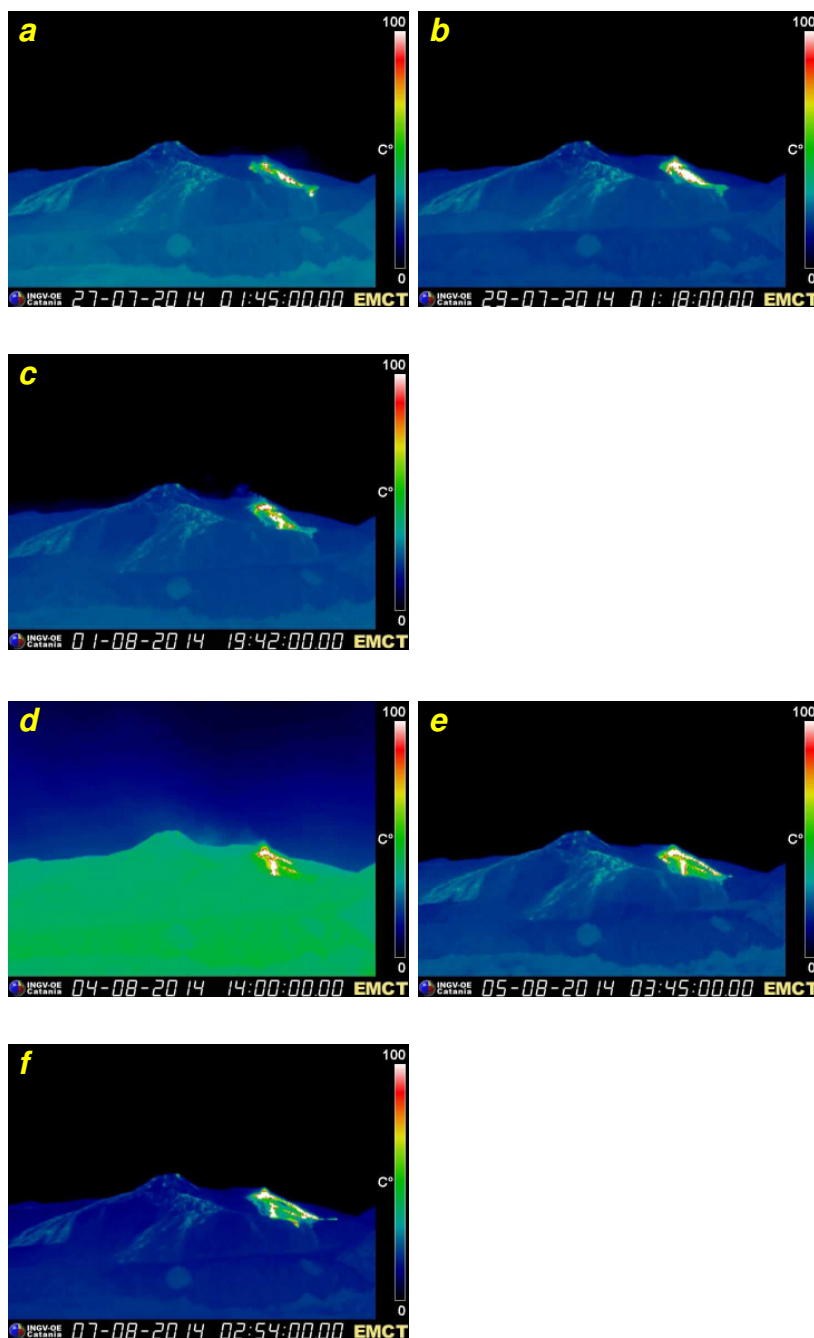 a
100
C°
0
INGV-OE
Catania
27-07-2014 01:45:00.00 EMCT
b
100
C°
0
INGV-OE
Catania
29-07-2014 01:18:00.00 EMCT
c
100
C°
0
INGV-OE
Catania
01-08-2014 19:42:00.00 EMCT
d
100
C°
0
INGV-OE
Catania
04-08-2014 14:00:00.00 EMCT
e
100
C°
0
INGV-OE
Catania
05-08-2014 03:45:00.00 EMCT
f
100
C°
0
INGV-OE
Catania
07-08-2014 02:54:00.00 EMCT